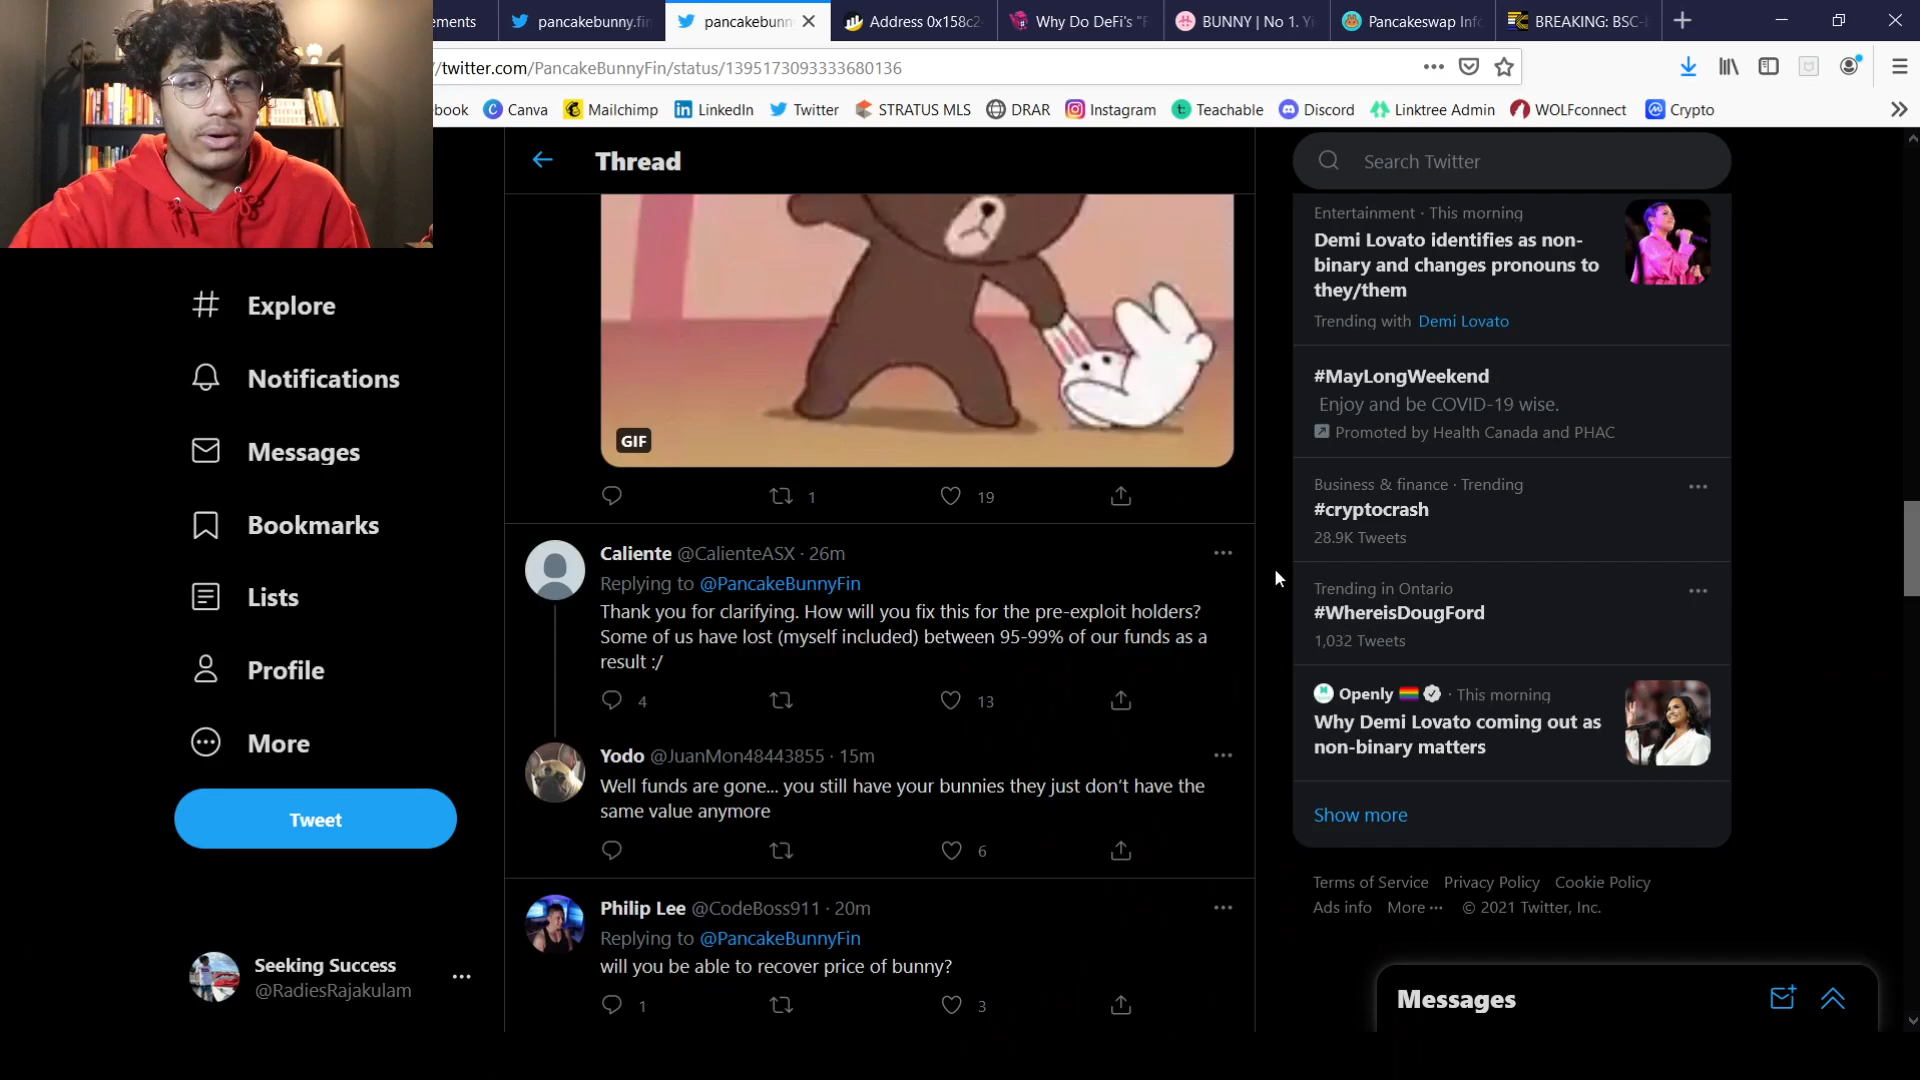 ements
pancakebunny.fin
pancakebunn
Address 0x158c2
Why Do DeFi's "F
BUNNY | No 1. Yi
Pancakeswap Info
BREAKING: BSC-
/twitter.com/PancakeBunnyFin/status/1395173093333680136
book
Canva
Mailchimp
LinkedIn
Twitter
STRATUS MLS
DRAR
Instagram
Teachable
Discord
Linktree Admin
WOLFconnect
Crypto
Explore
Notifications
Messages
Bookmarks
Lists
Profile
More
Tweet
Seeking Success
@RadiesRajakulam
Thread
GIF
1
19
Caliente @CalienteASX · 26m
Replying to @PancakeBunnyFin
Thank you for clarifying. How will you fix this for the pre-exploit holders?
Some of us have lost (myself included) between 95-99% of our funds as a
result :/
4
13
Yodo @JuanMon48443855 · 15m
Well funds are gone... you still have your bunnies they just don't have the
same value anymore
6
Philip Lee @CodeBoss911 · 20m
Replying to @PancakeBunnyFin
will you be able to recover price of bunny?
1
3
Search Twitter
Entertainment · This morning
Demi Lovato identifies as non-
binary and changes pronouns to
they/them
Trending with Demi Lovato
#MayLongWeekend
Enjoy and be COVID-19 wise.
Promoted by Health Canada and PHAC
Business & finance · Trending
#cryptocrash
28.9K Tweets
Trending in Ontario
#WhereisDougFord
1,032 Tweets
Openly · This morning
Why Demi Lovato coming out as
non-binary matters
Show more
Terms of Service Privacy Policy Cookie Policy
Ads info More ··· © 2021 Twitter, Inc.
Messages